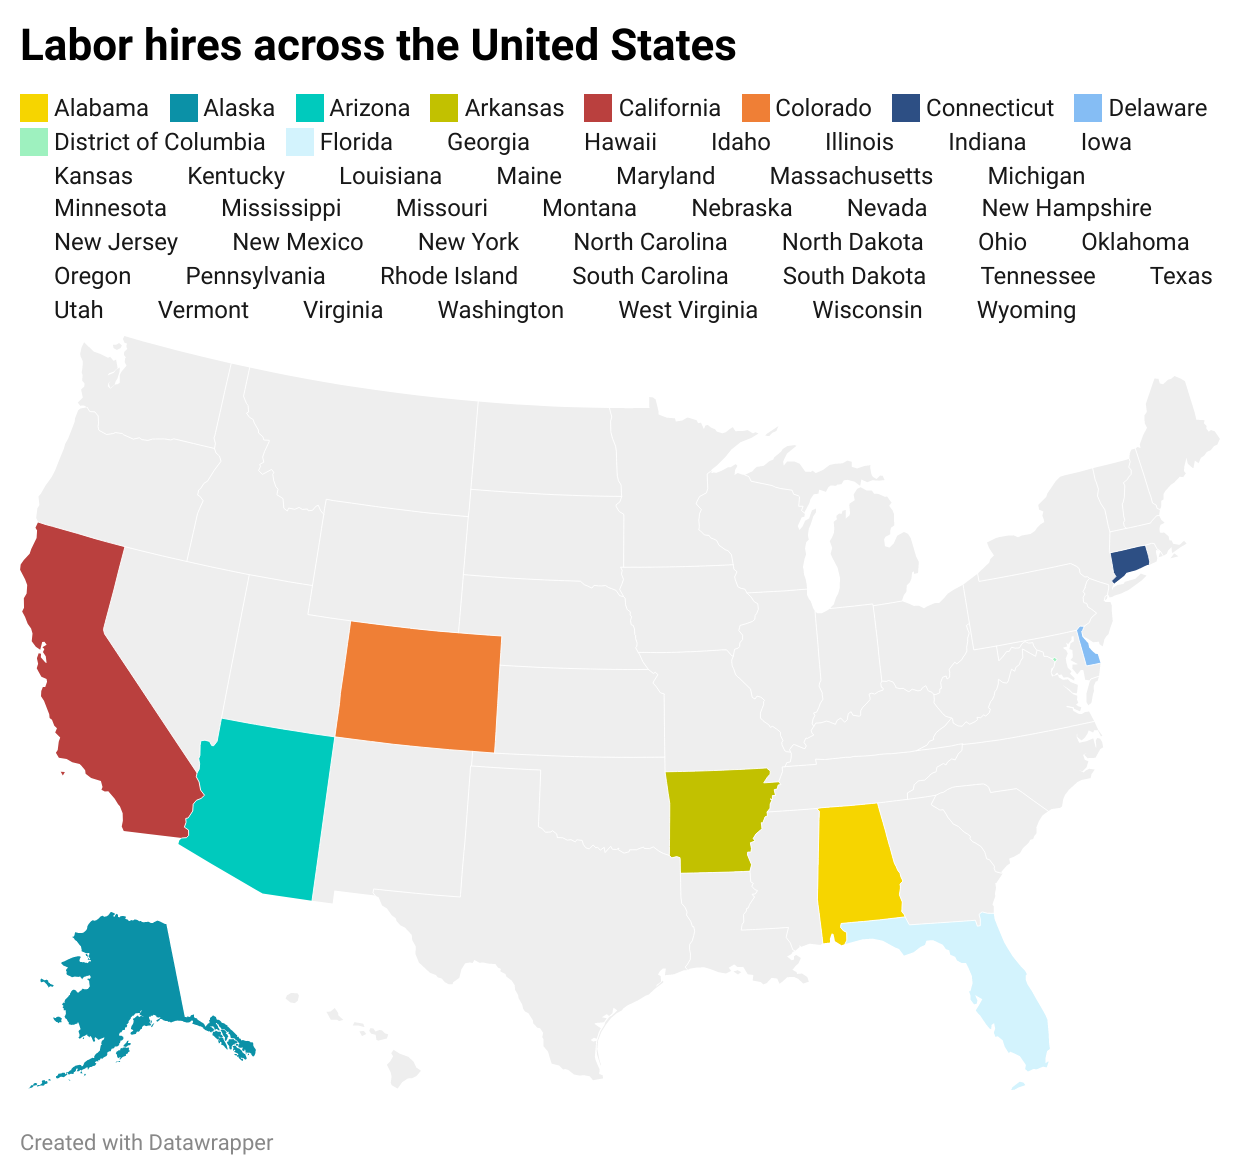 Labor hires across the United States
Alabama Alaska Arizona Arkansas California Colorado Connecticut Delaware
District of Columbia Florida Georgia Hawaii Idaho Illinois Indiana Iowa
Kansas Kentucky Louisiana Maine Maryland Massachusetts Michigan
Minnesota Mississippi Missouri Montana Nebraska Nevada New Hampshire
New Jersey New Mexico New York North Carolina North Dakota Ohio Oklahoma
Oregon Pennsylvania Rhode Island South Carolina South Dakota Tennessee Texas
Utah Vermont Virginia Washington West Virginia Wisconsin Wyoming
Created with Datawrapper